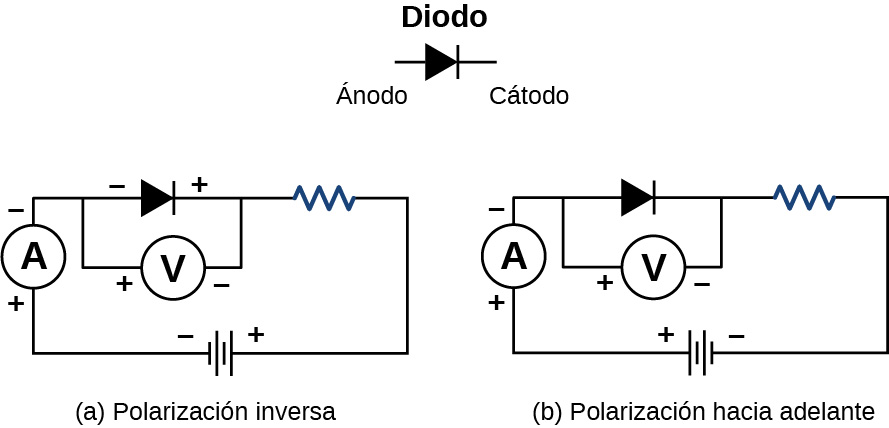 Diodo
Ánodo Cátodo
– +
–
A
+
V
+ –
– +
–
A
+
V
+ –
+ –
(a) Polarización inversa
(b) Polarización hacia adelante